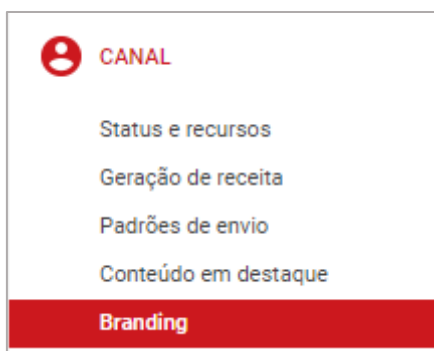 CANAL
Status e recursos
Geração de receita
Padrões de envio
Conteúdo em destaque
Branding